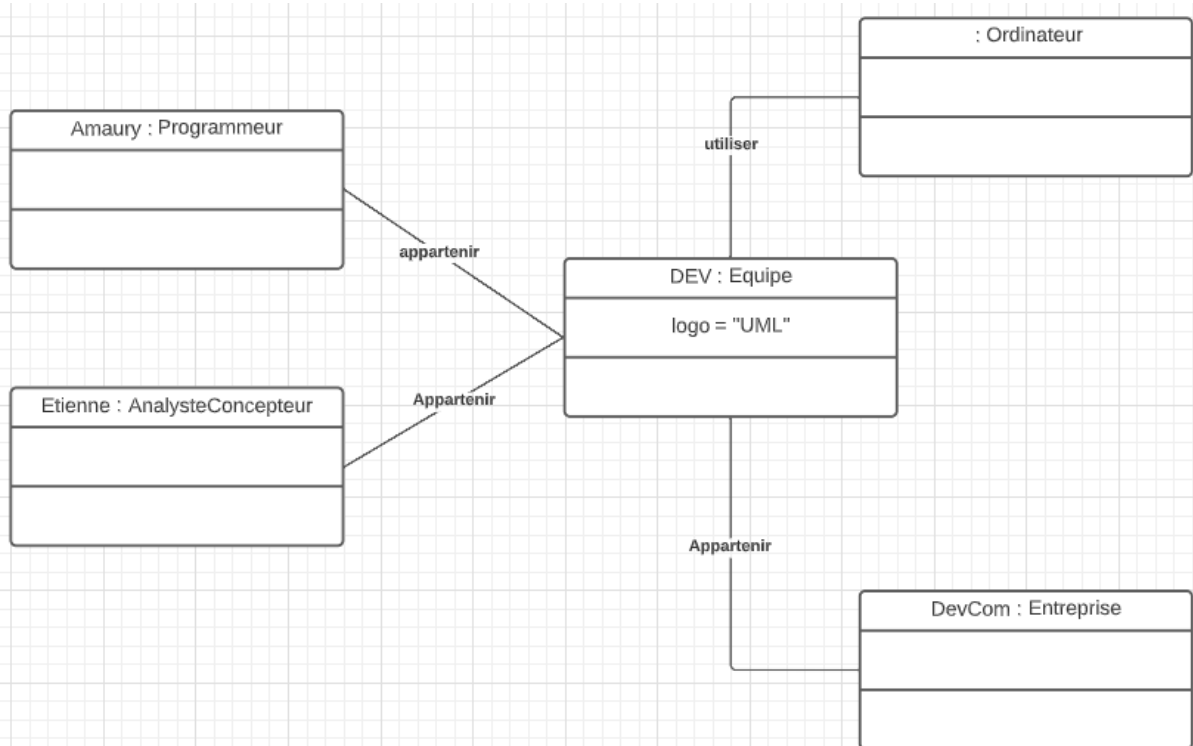 : Ordinateur
Amaury : Programmeur
utiliser
appartenir
DEV : Equipe
logo = "UML"
Etienne : AnalysteConcepteur
Appartenir
Appartenir
DevCom : Entreprise